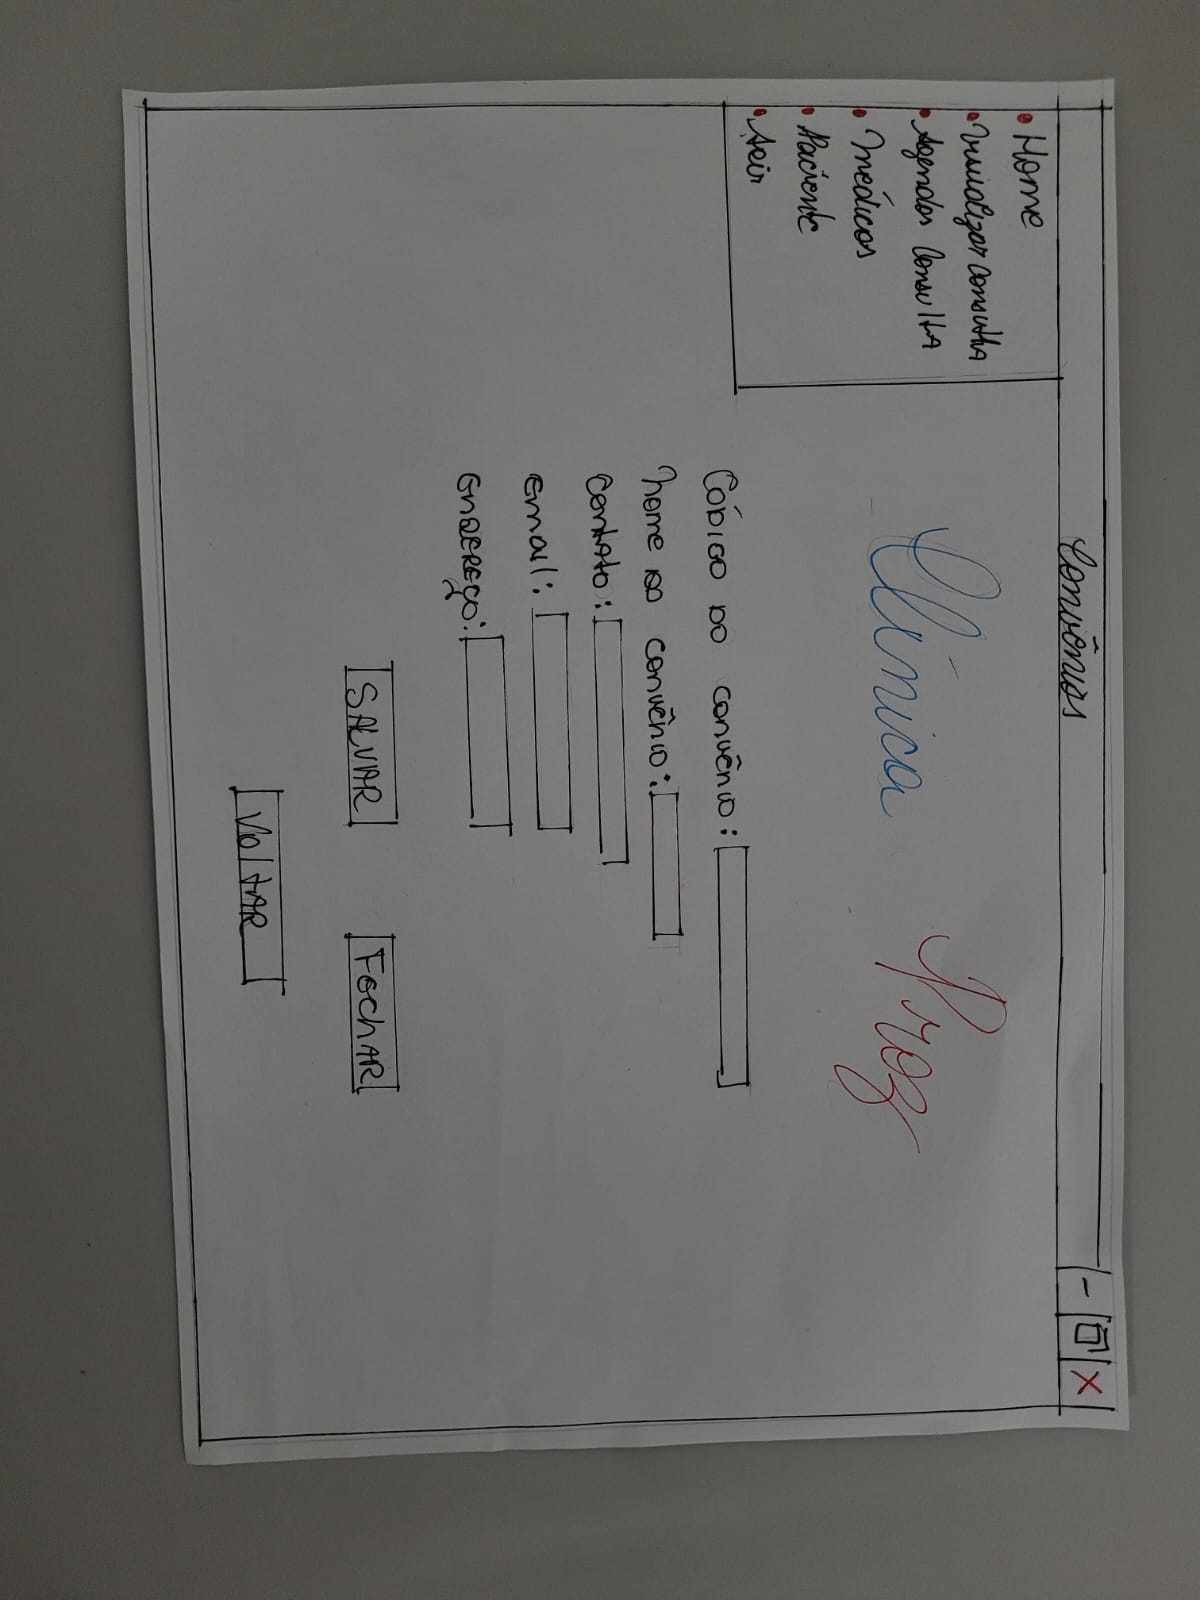 Convênios
- X
• Home
• Visualizar consulta
• Agendar Consulta
• Médicos
• Paciente
• Sair
Clínica Proz
Código do convênio:
Nome do convênio:
Contato:
Email:
Endereço:
SALVAR
FechAR
VoltAR